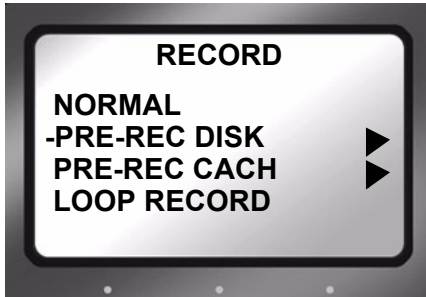 RECORD
NORMAL
-PRE-REC DISK
PRE-REC CACH
LOOP RECORD